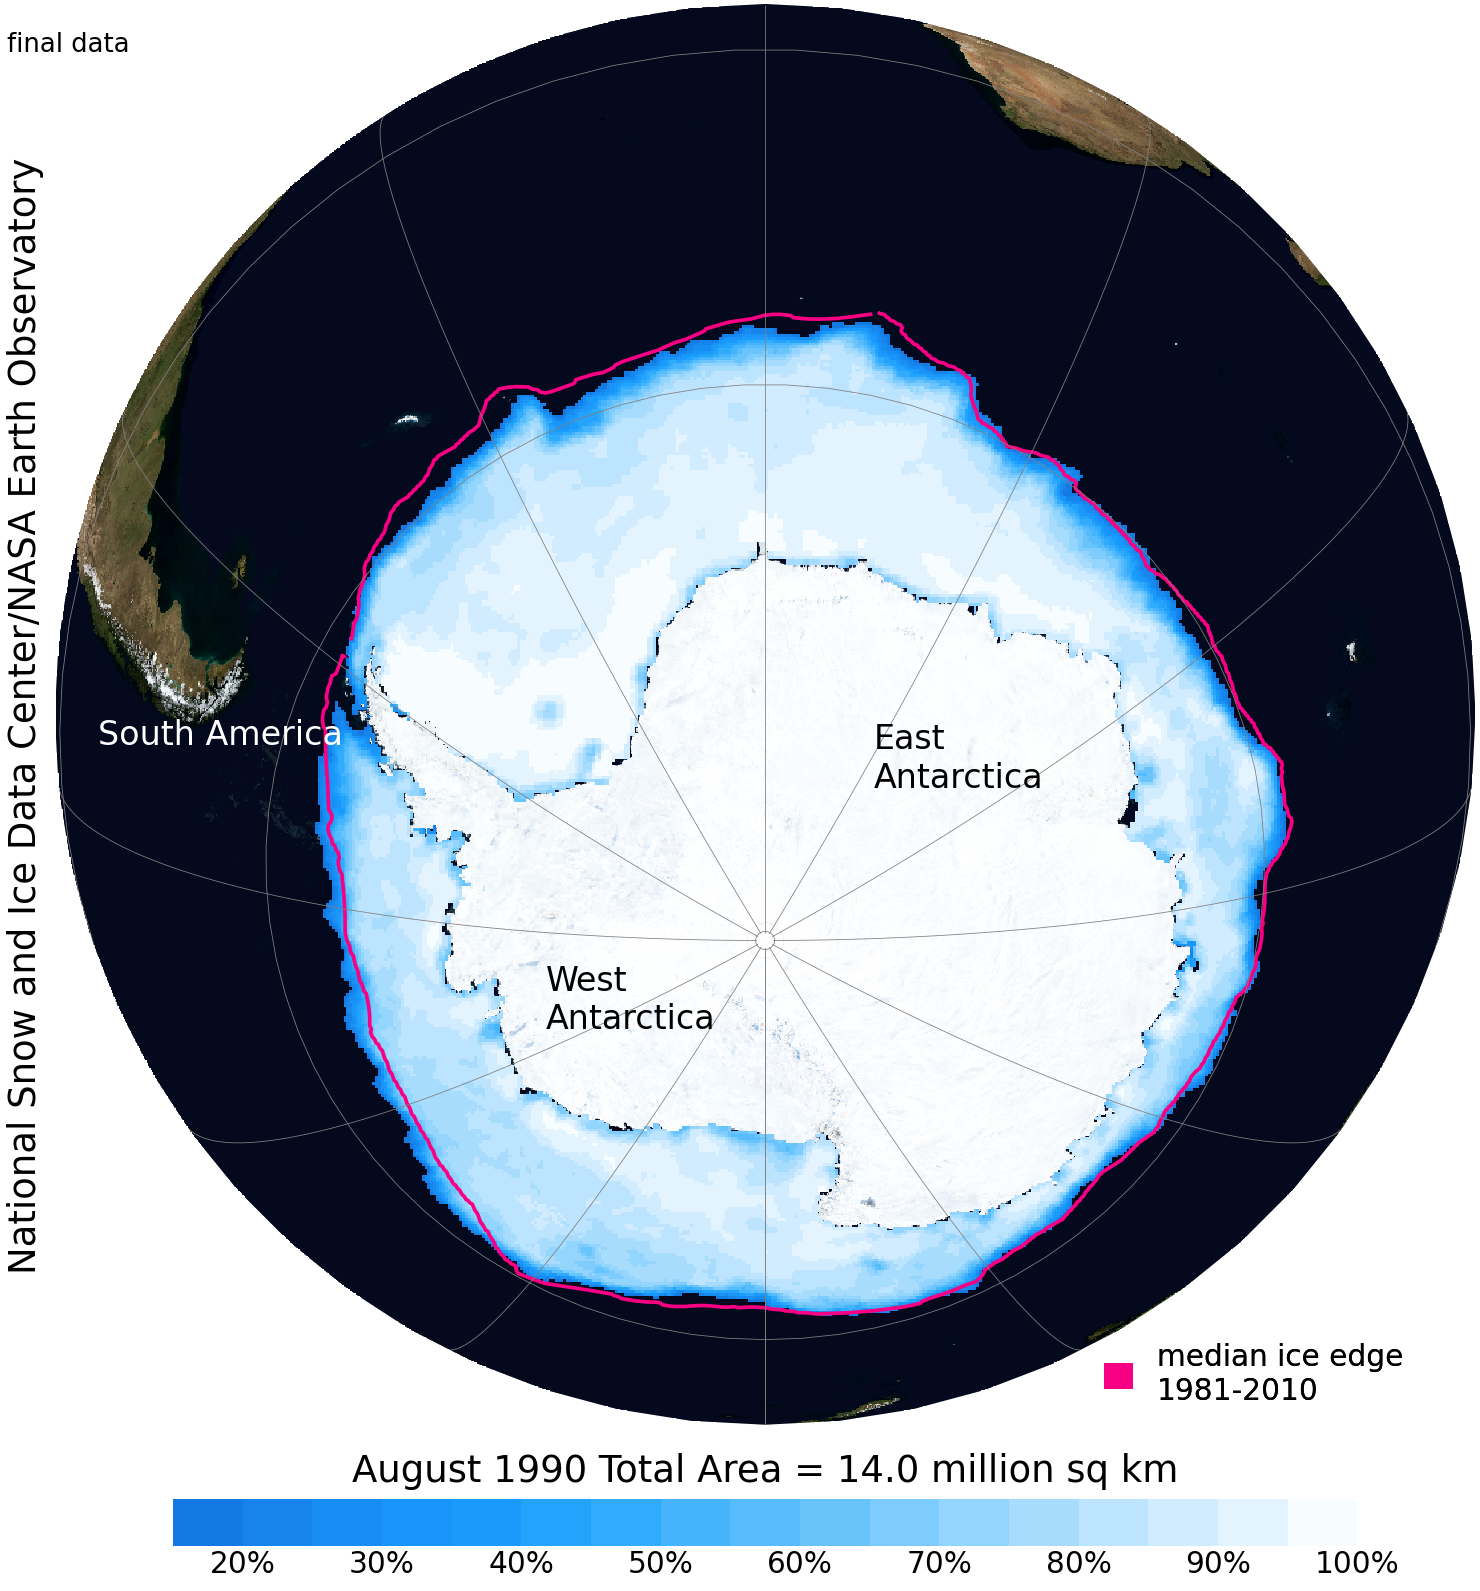 final data
National Snow and Ice Data Center/NASA Earth Observatory
South America
East
Antarctica
West
Antarctica
median ice edge
1981-2010
August 1990 Total Area = 14.0 million sq km
20% 30% 40% 50% 60% 70% 80% 90% 100%